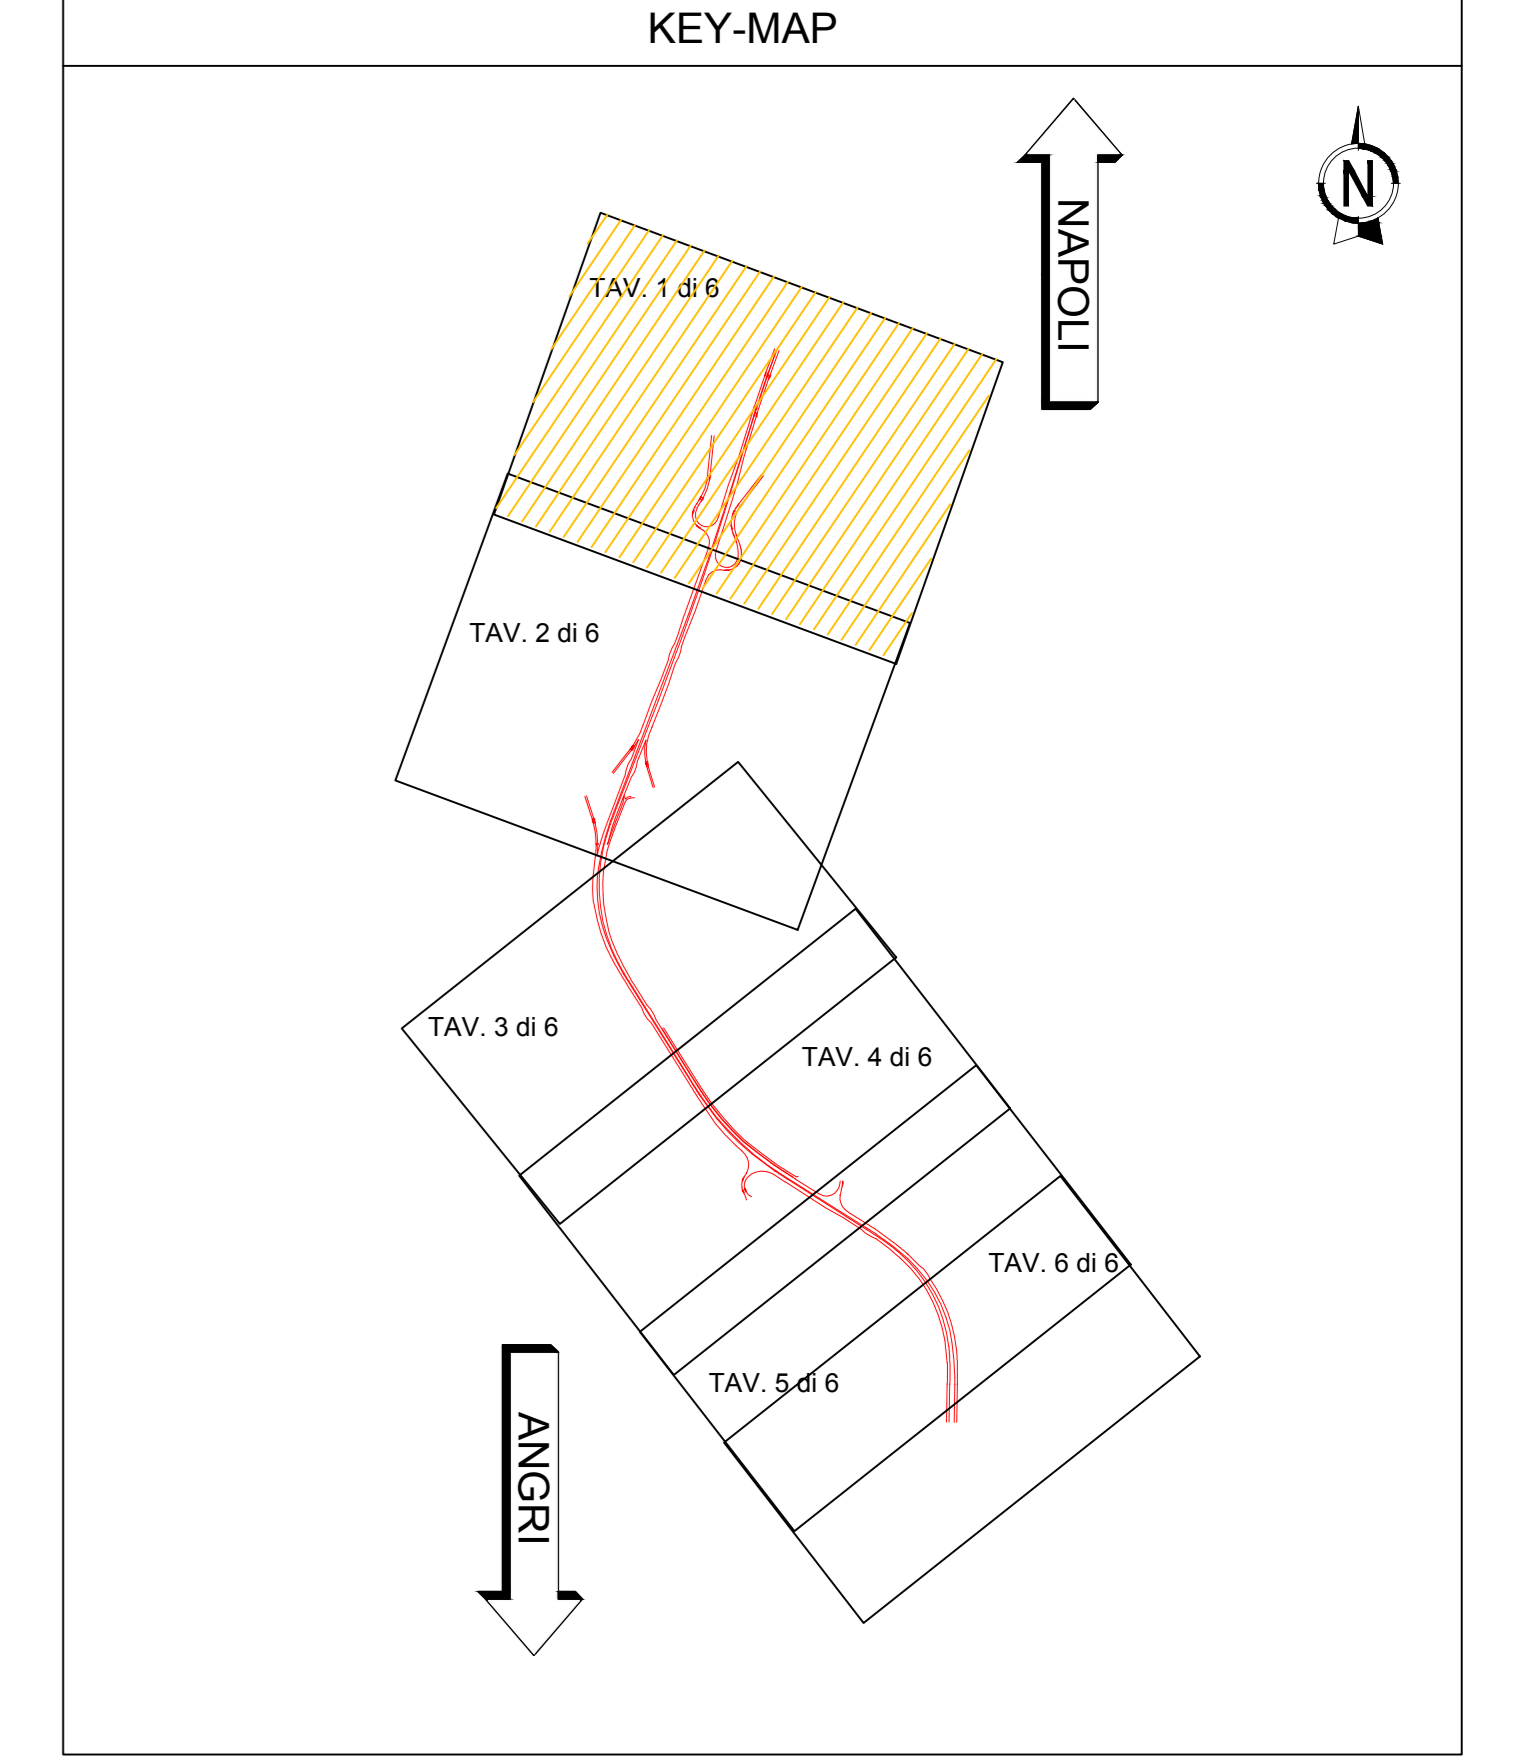 KEY-MAP
N
NAPOLI
TAV. 1 di 6
TAV. 2 di 6
TAV. 3 di 6
TAV. 4 di 6
TAV. 6 di 6
TAV. 5 di 6
ANGRI